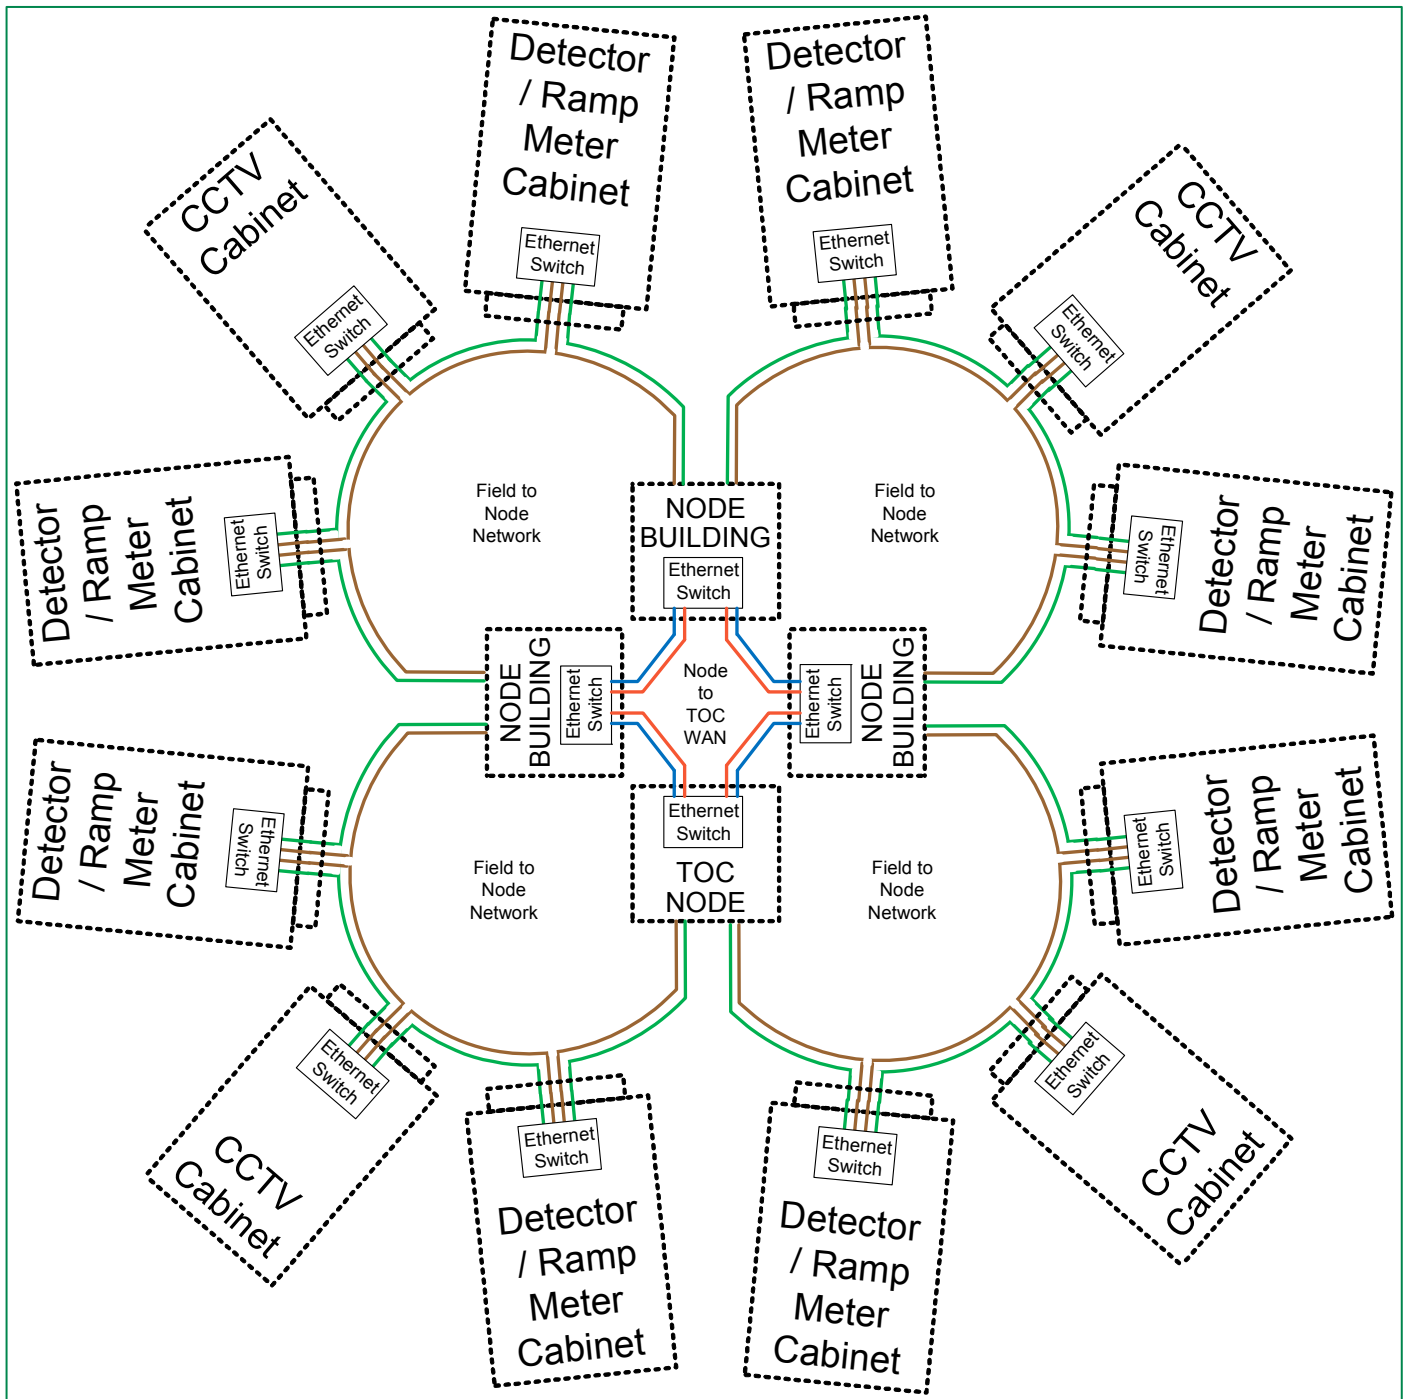 Detector
/ Ramp
Meter
Cabinet
Ethernet
Switch
Detector
/ Ramp
Meter
Cabinet
Ethernet
Switch
CCTV
Cabinet
Ethernet
Switch
CCTV
Cabinet
Ethernet
Switch
Detector
/ Ramp
Meter
Cabinet
Ethernet
Switch
Field to
Node
Network
NODE
BUILDING
Ethernet
Switch
Field to
Node
Network
Detector
/ Ramp
Meter
Cabinet
Ethernet
Switch
NODE
BUILDING
Ethernet
Switch
Node
to
TOC
WAN
Ethernet
Switch
NODE
BUILDING
Detector
/ Ramp
Meter
Cabinet
Ethernet
Switch
Field to
Node
Network
Ethernet
Switch
TOC
NODE
Field to
Node
Network
Detector
/ Ramp
Meter
Cabinet
Ethernet
Switch
Ethernet
Switch
CCTV
Cabinet
Ethernet
Switch
CCTV
Cabinet
Ethernet
Switch
Detector
/ Ramp
Meter
Cabinet
Ethernet
Switch
Detector
/ Ramp
Meter
Cabinet